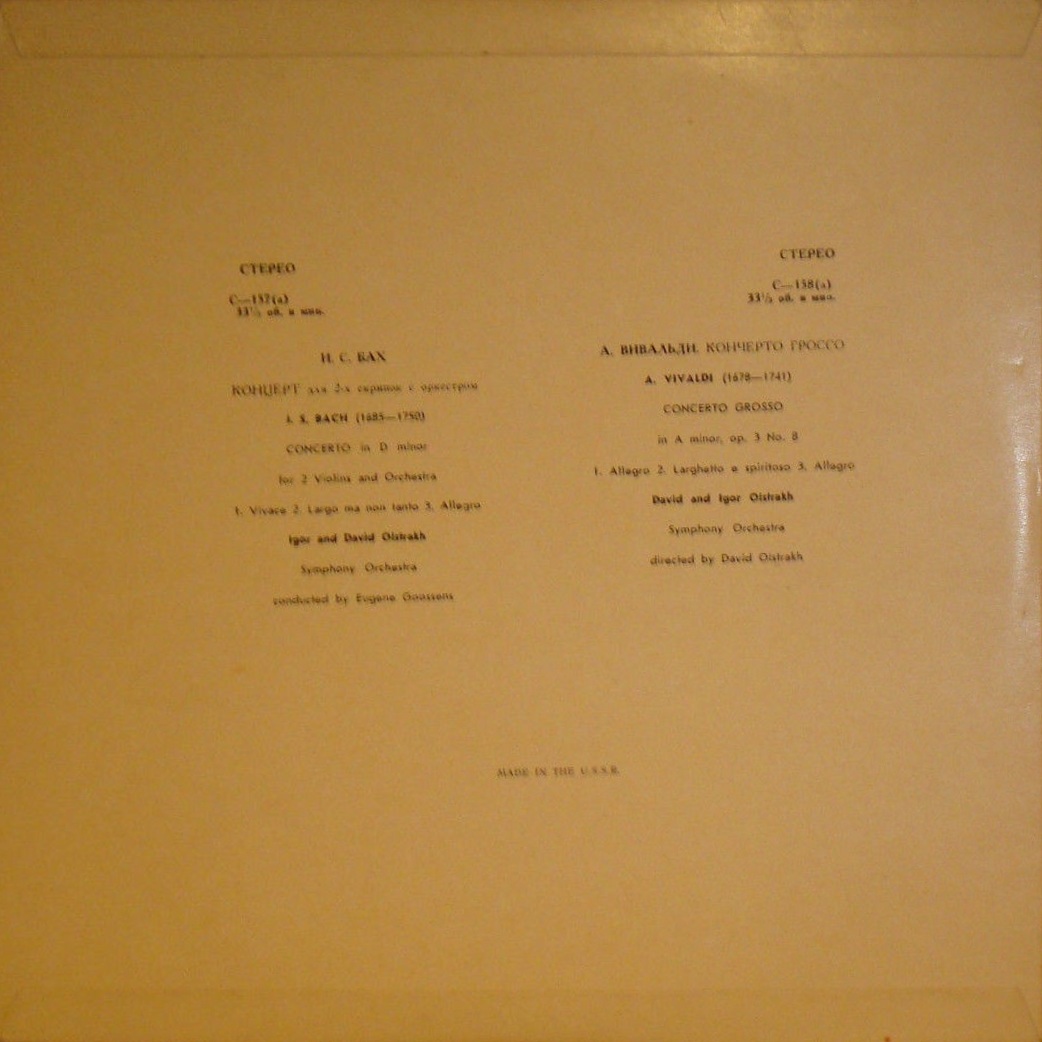 СТЕРЕО
С—157(а)
33⅓ об. в мин.
И. С. БАХ
КОНЦЕРТ для 2-х скрипок с оркестром
J. S. BACH (1685—1750)
CONCERTO in D minor
for 2 Violins and Orchestra
1. Vivace 2. Largo ma non tanto 3. Allegro
Igor and David Oistrakh
Symphony Orchestra
conducted by Eugene Goossens
СТЕРЕО
С—158(а)
33⅓ об. в мин.
А. ВИВАЛЬДИ. КОНЧЕРТО ГРОССО
A. VIVALDI (1678—1741)
CONCERTO GROSSO
in A minor, op. 3 No. 8
1. Allegro 2. Larghetto e spiritoso 3. Allegro
David and Igor Oistrakh
Symphony Orchestra
directed by David Oistrakh
MADE IN THE U.S.S.R.